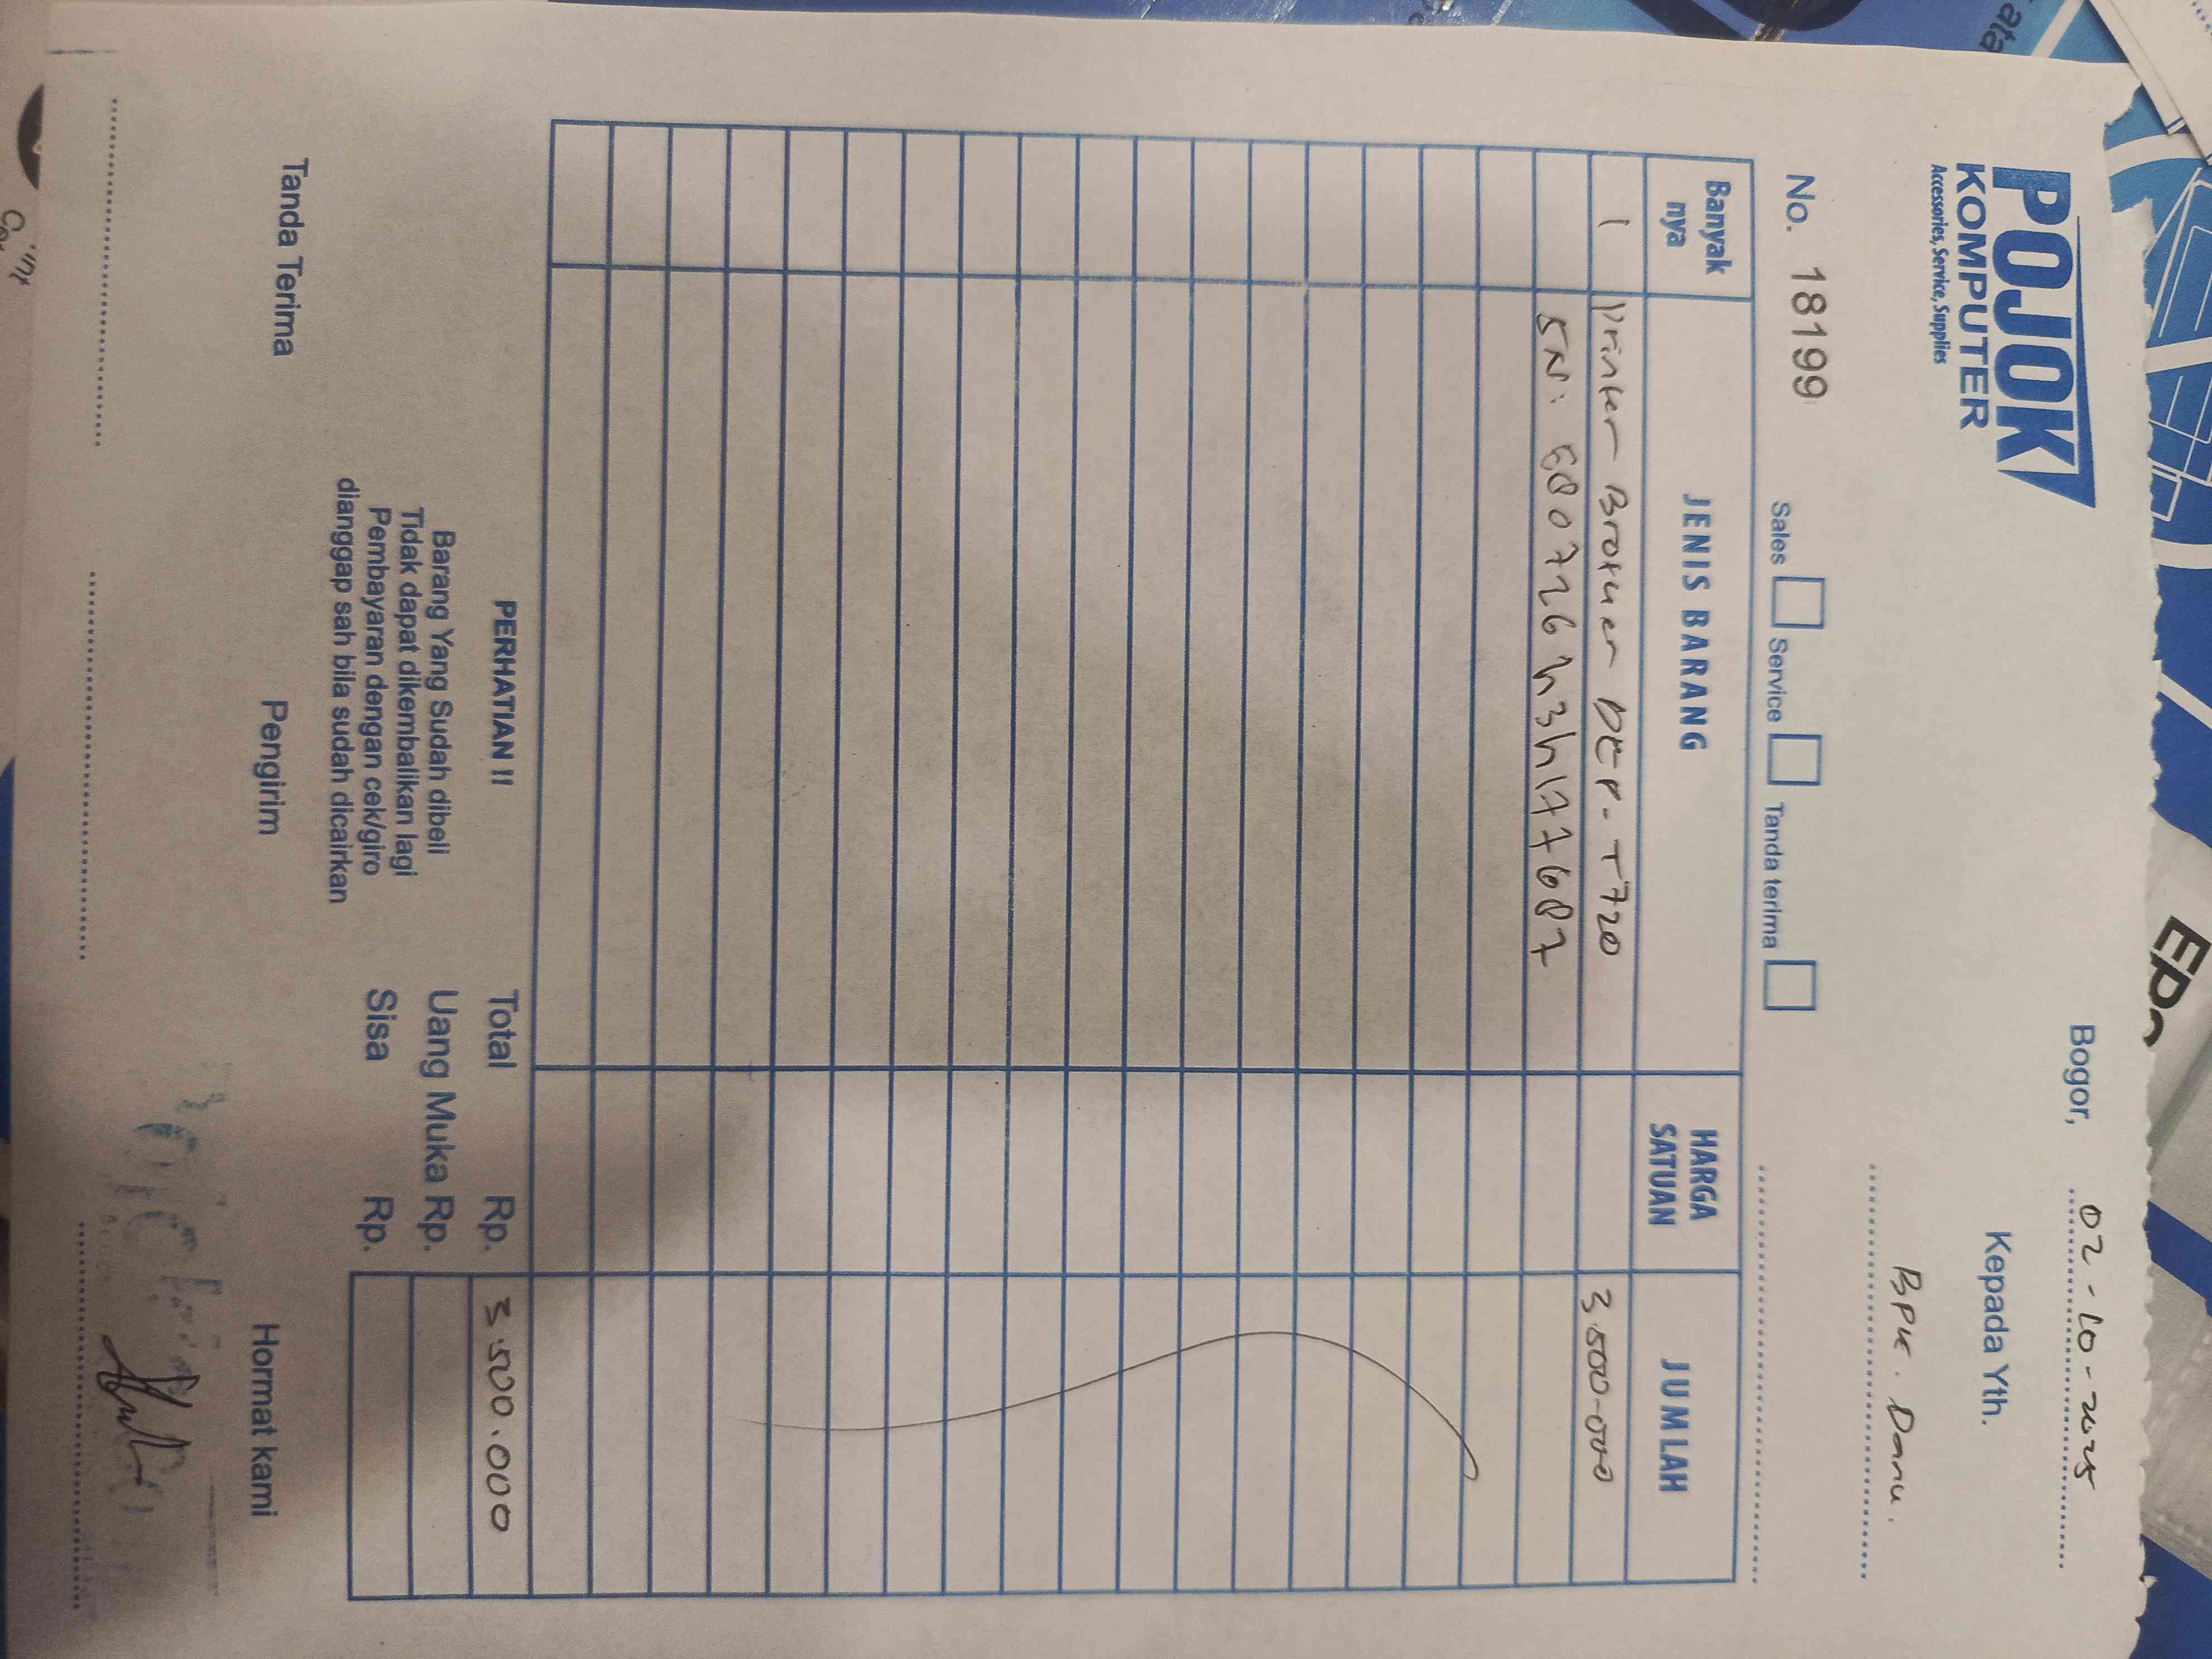 POJOK
KOMPUTER
Accessories, Service, Supplies
Bogor, 02-10-2025
Kepada Yth.
BPK. Danu.
No. 18199
Sales Service Tanda terima
Banyak nya JENIS BARANG HARGA SATUAN JUMLAH
1 Printer Brother DCP-T720 3.500.000
SN: E80726h3h177687
PERHATIAN !!
Barang Yang Sudah dibeli
Tidak dapat dikembalikan lagi
Pembayaran dengan cek/giro
dianggap sah bila sudah dicairkan
Total Rp. 3.500.000
Uang Muka Rp.
Sisa Rp.
Tanda Terima Pengirim Hormat kami